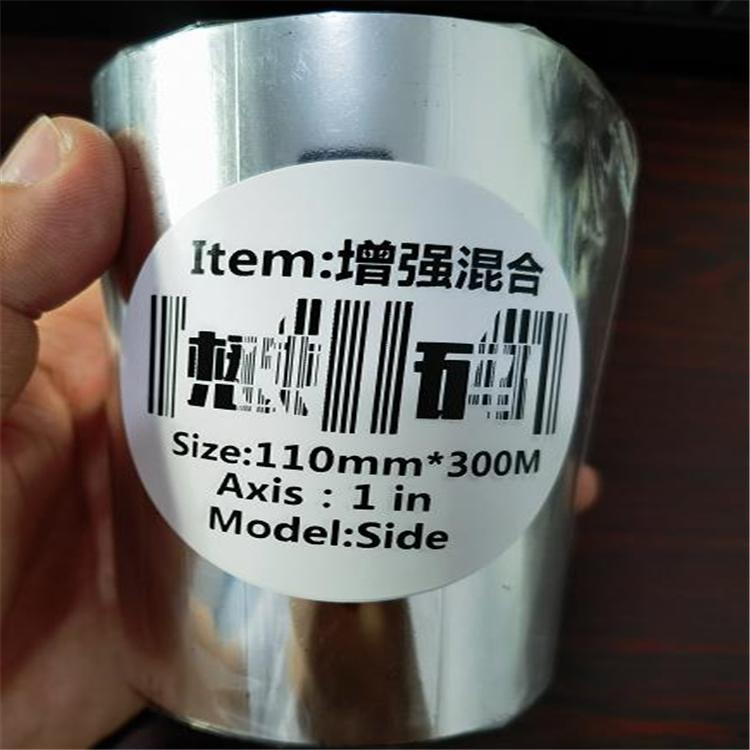 Item:增强混合
Size:110mm*300M
Axis:1 in
Model:Side